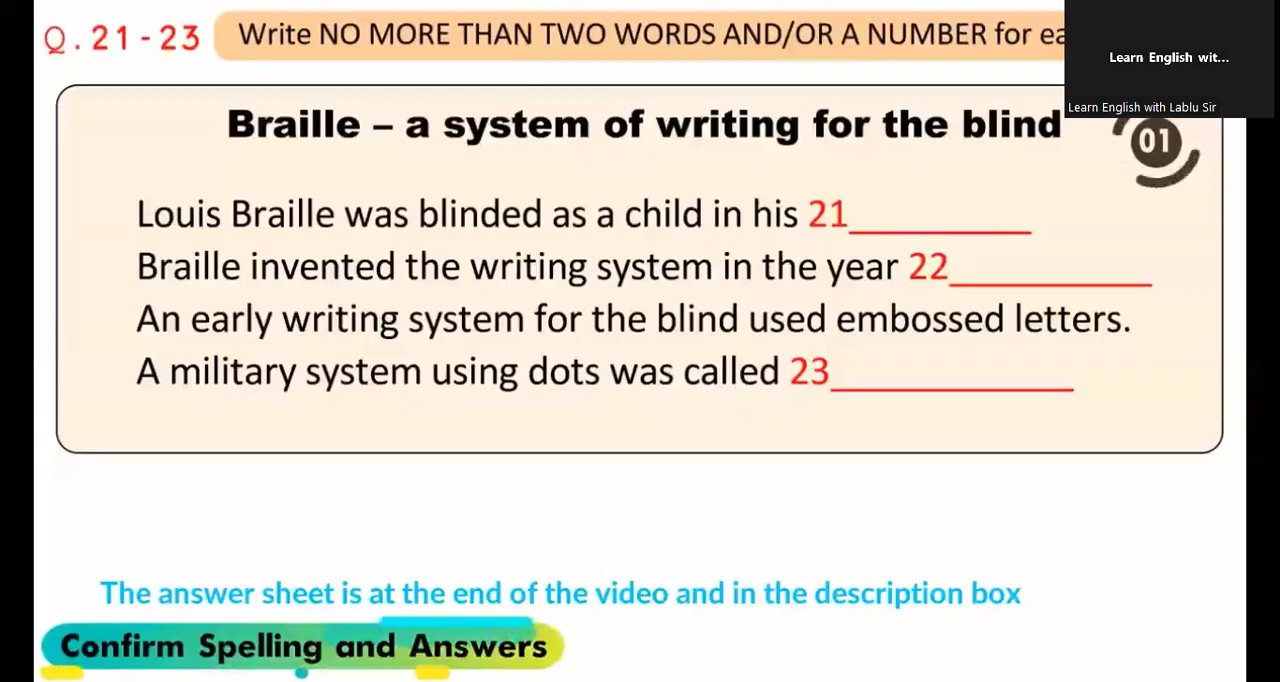 Q. 21-23
Write NO MORE THAN TWO WORDS AND/OR A NUMBER for
Learn English wit...
Learn English with Lablu Sir
Braille – a system of writing for the blind
01
Louis Braille was blinded as a child in his 21__________
Braille invented the writing system in the year 22___________
An early writing system for the blind used embossed letters.
A military system using dots was called 23_____________
The answer sheet is at the end of the video and in the description box
Confirm Spelling and Answers